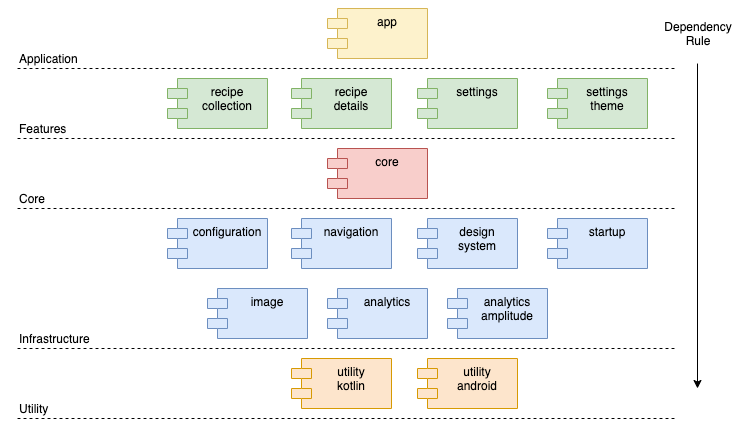 app
Dependency
Rule
Application
recipe
collection
recipe
details
settings
settings
theme
Features
core
Core
configuration
navigation
design
system
startup
image
analytics
analytics
amplitude
Infrastructure
utility
kotlin
utility
android
Utility